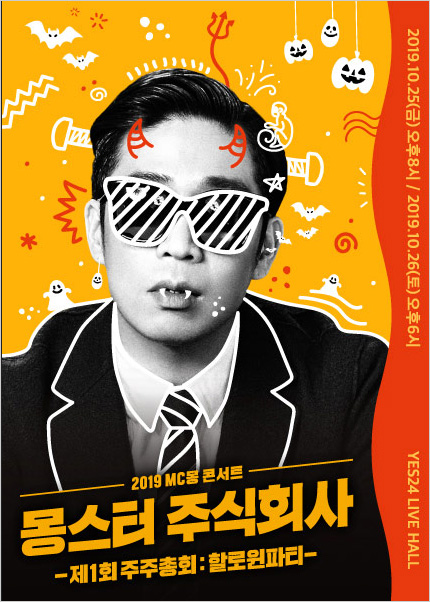 2019.10.25(금) 오후8시 / 2019.10.26(토) 오후6시
YES24 LIVE HALL
2019 MC몽 콘서트
몽스터 주식회사
-제1회 주주총회 : 할로윈파티-